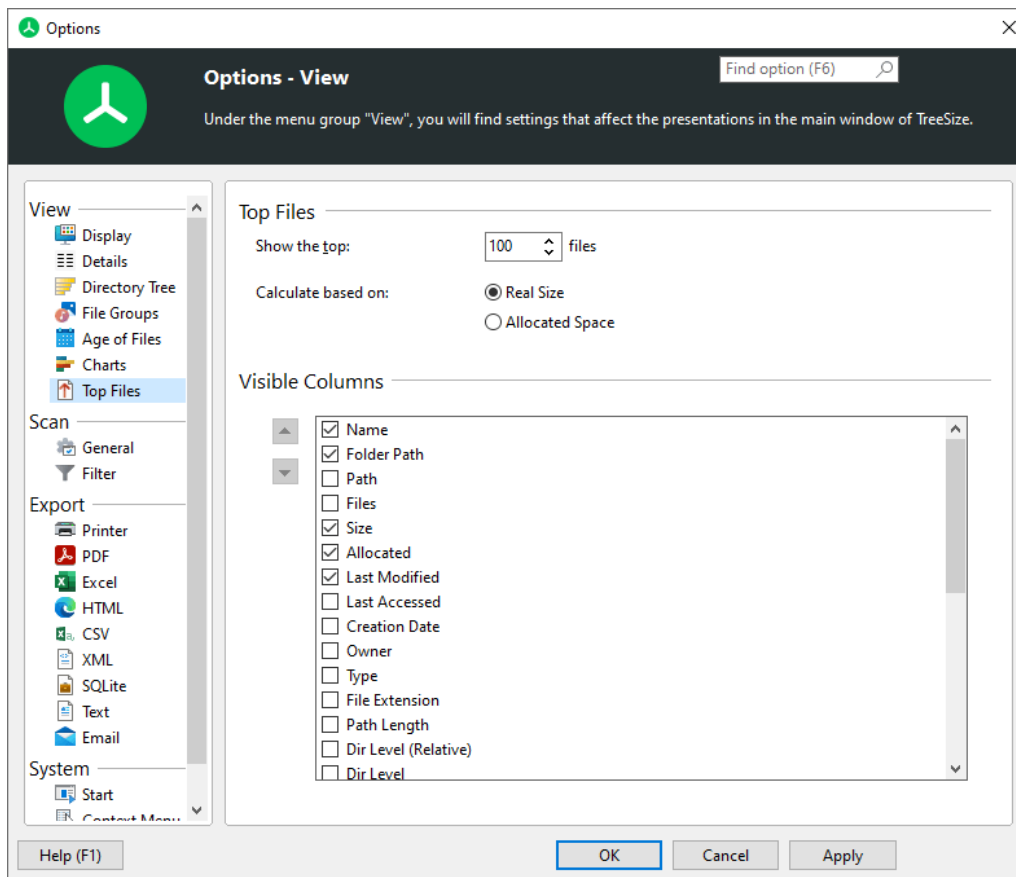 Options
Options - View
Find option (F6)
Under the menu group "View", you will find settings that affect the presentations in the main window of TreeSize.
View
Display
Details
Directory Tree
File Groups
Age of Files
Charts
Top Files
Scan
General
Filter
Export
Printer
PDF
Excel
HTML
CSV
XML
SQLite
Text
Email
System
Start
Context Menu
Top Files
Show the top: 100 files
Calculate based on: Real Size
Allocated Space
Visible Columns
Name
Folder Path
Path
Files
Size
Allocated
Last Modified
Last Accessed
Creation Date
Owner
Type
File Extension
Path Length
Dir Level (Relative)
Dir Level
Help (F1) OK Cancel Apply